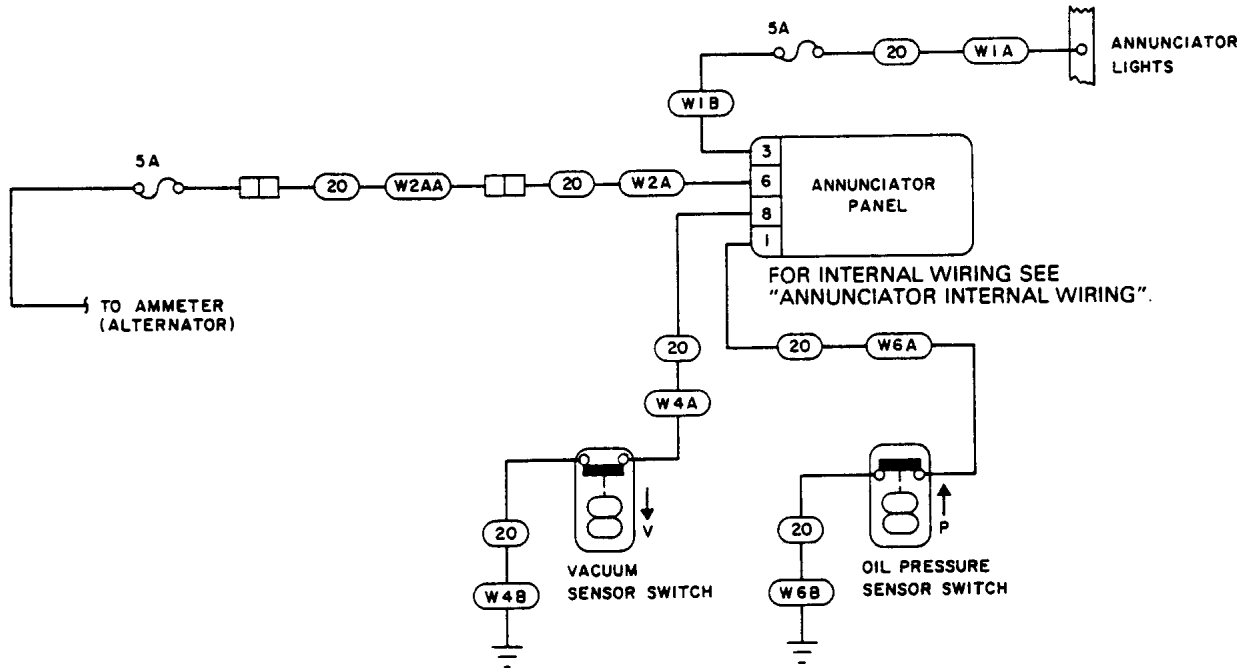 5A
20
W1A
ANNUNCIATOR
LIGHTS
W1B
5A
20
W2AA
20
W2A
3
6
8
1
ANNUNCIATOR
PANEL
FOR INTERNAL WIRING SEE
"ANNUNCIATOR INTERNAL WIRING".
TO AMMETER
(ALTERNATOR)
20
W4A
20
W6A
20
W4B
V
VACUUM
SENSOR SWITCH
20
W6B
P
OIL PRESSURE
SENSOR SWITCH